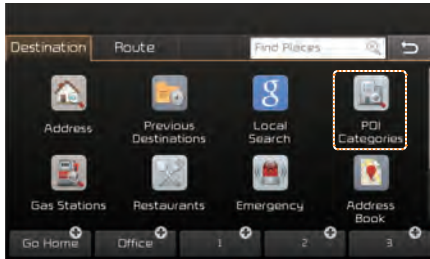 Destination Route Find Places
g
Address Previous Local POI
Destinations Search Categories
Gas Stations Restaurants Emergency Address
Book
Go Home Office 1 2 3